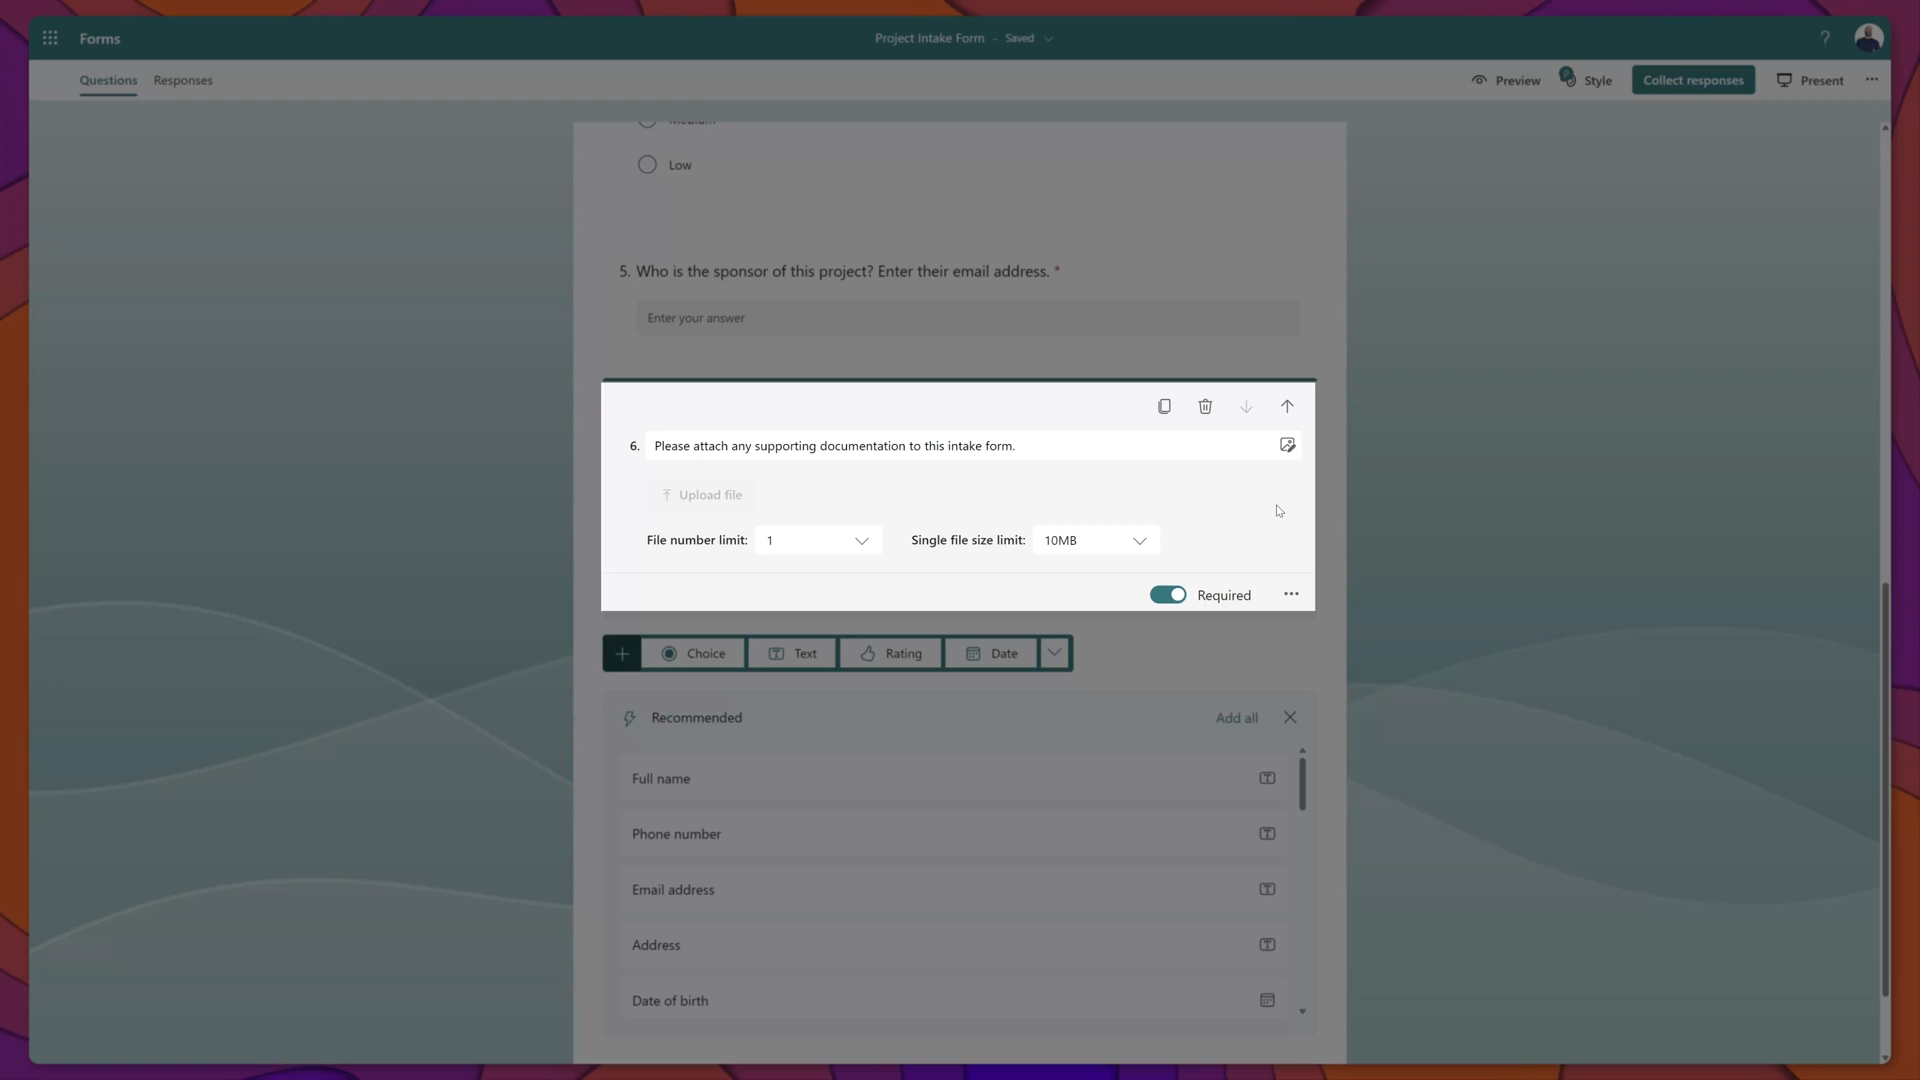 Forms
Project Intake Form - Saved
?
Questions
Responses
Preview
Style
Collect responses
Present
Medium
Low
5. Who is the sponsor of this project? Enter their email address. *
Enter your answer
6. Please attach any supporting documentation to this intake form.
Upload file
File number limit: 1
Single file size limit: 10MB
Required
Choice
Text
Rating
Date
Recommended
Add all
Full name
Phone number
Email address
Address
Date of birth